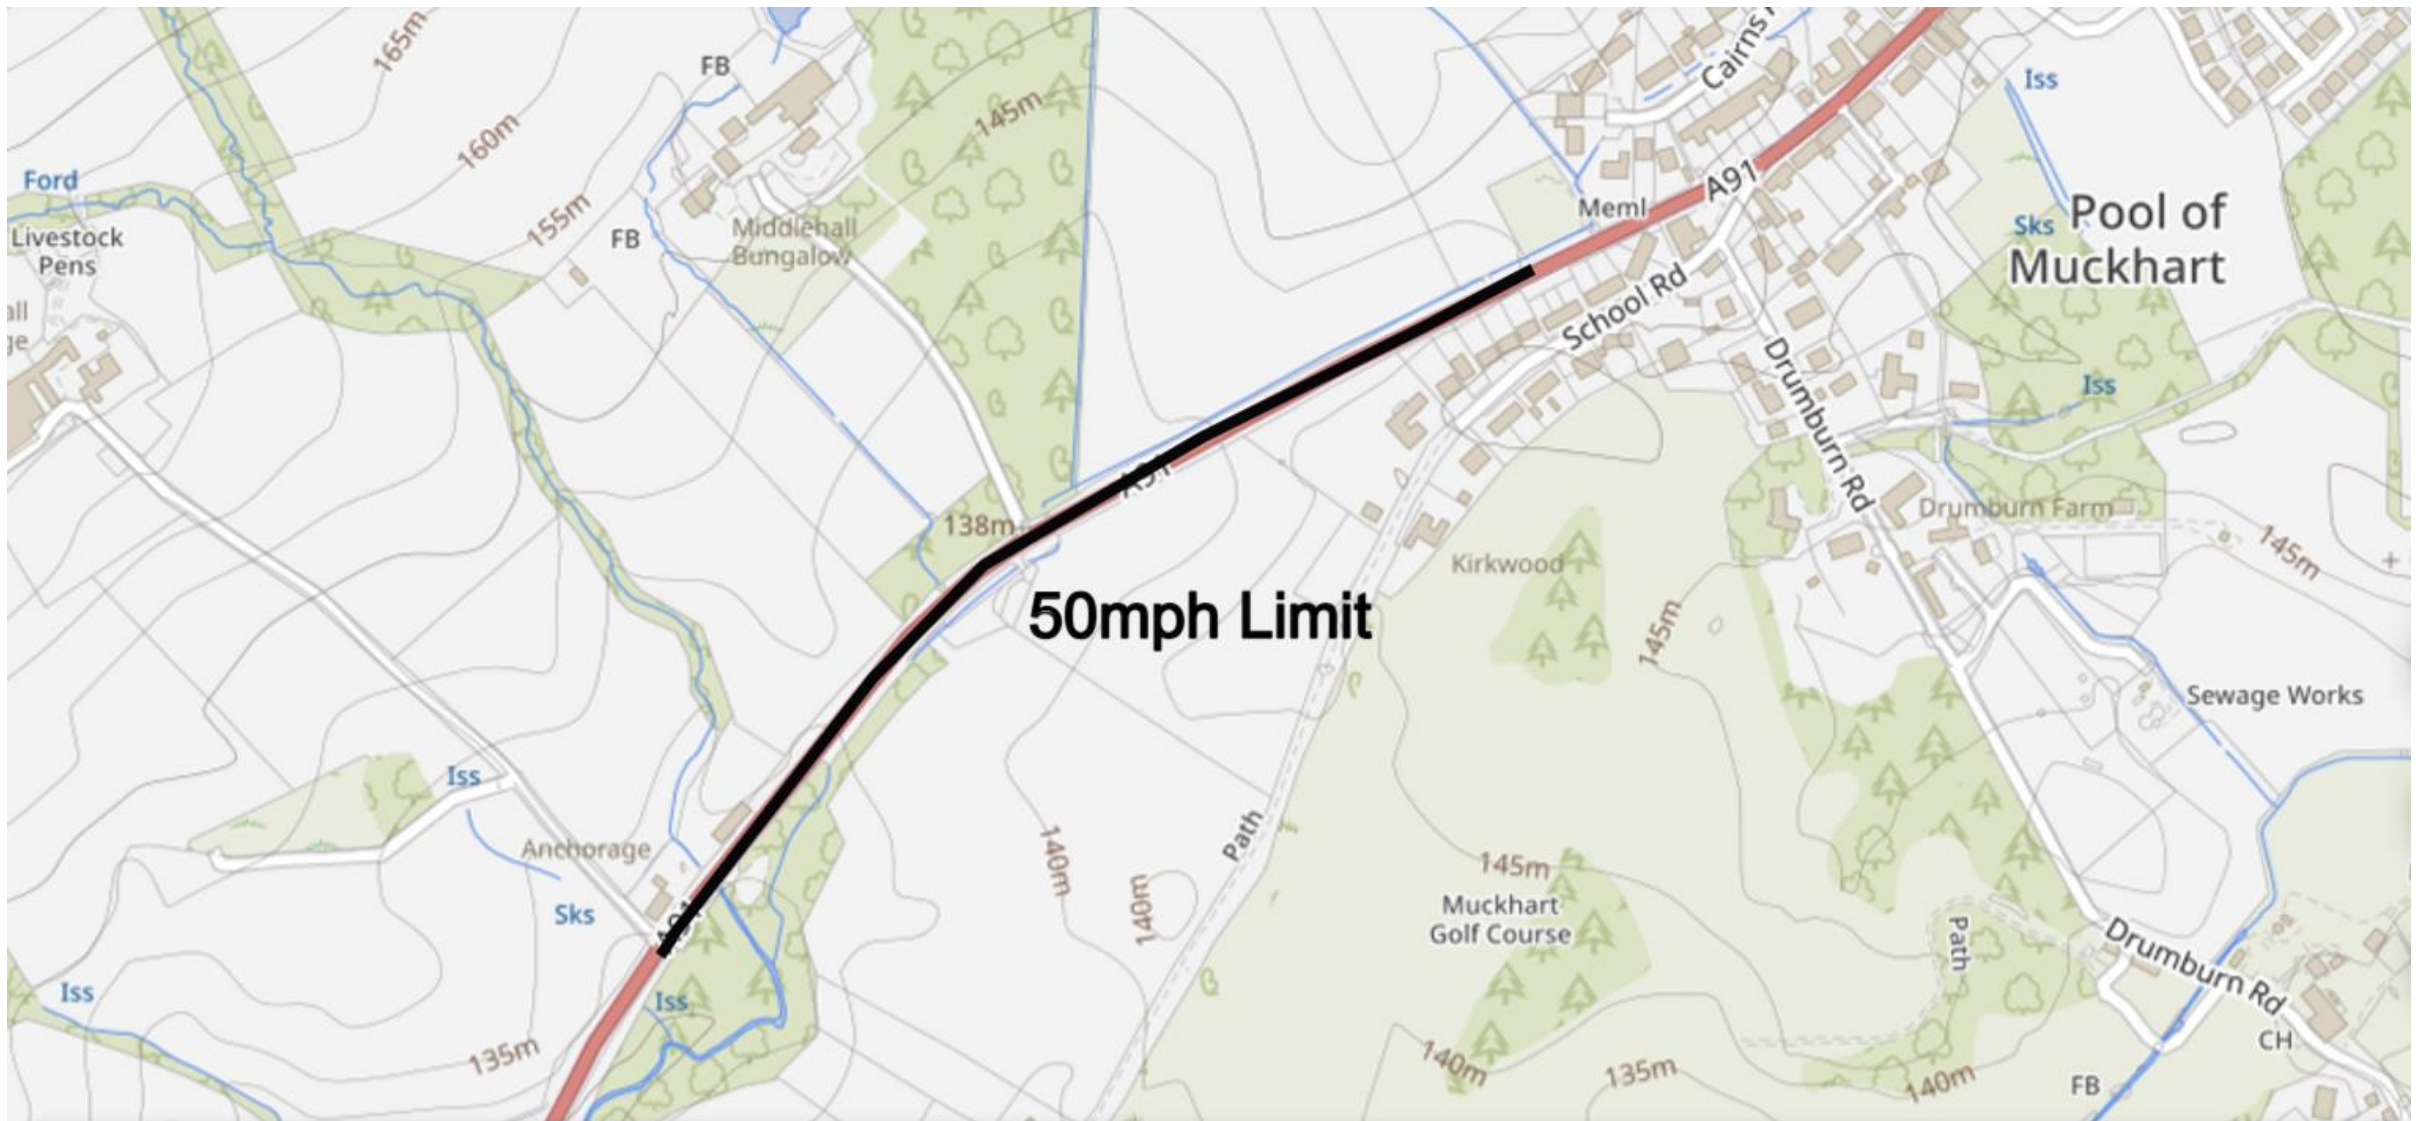 165m
FB
Cairns
Iss
145m
160m
Ford
A91
Meml
Pool of
Muckhart
Sks
155m
Livestock
Pens
FB
Middlehall
Bungalow
School Rd
Drumburn Rd
Iss
A91
138m
Drumburn Farm
145m
Kirkwood
50mph Limit
145m
Sewage Works
Iss
Anchorage
Path
140m
145m
140m
Muckhart
Golf Course
Sks
A91
Path
Drumburn Rd
Iss
Iss
135m
140m
135m
140m
CH
FB